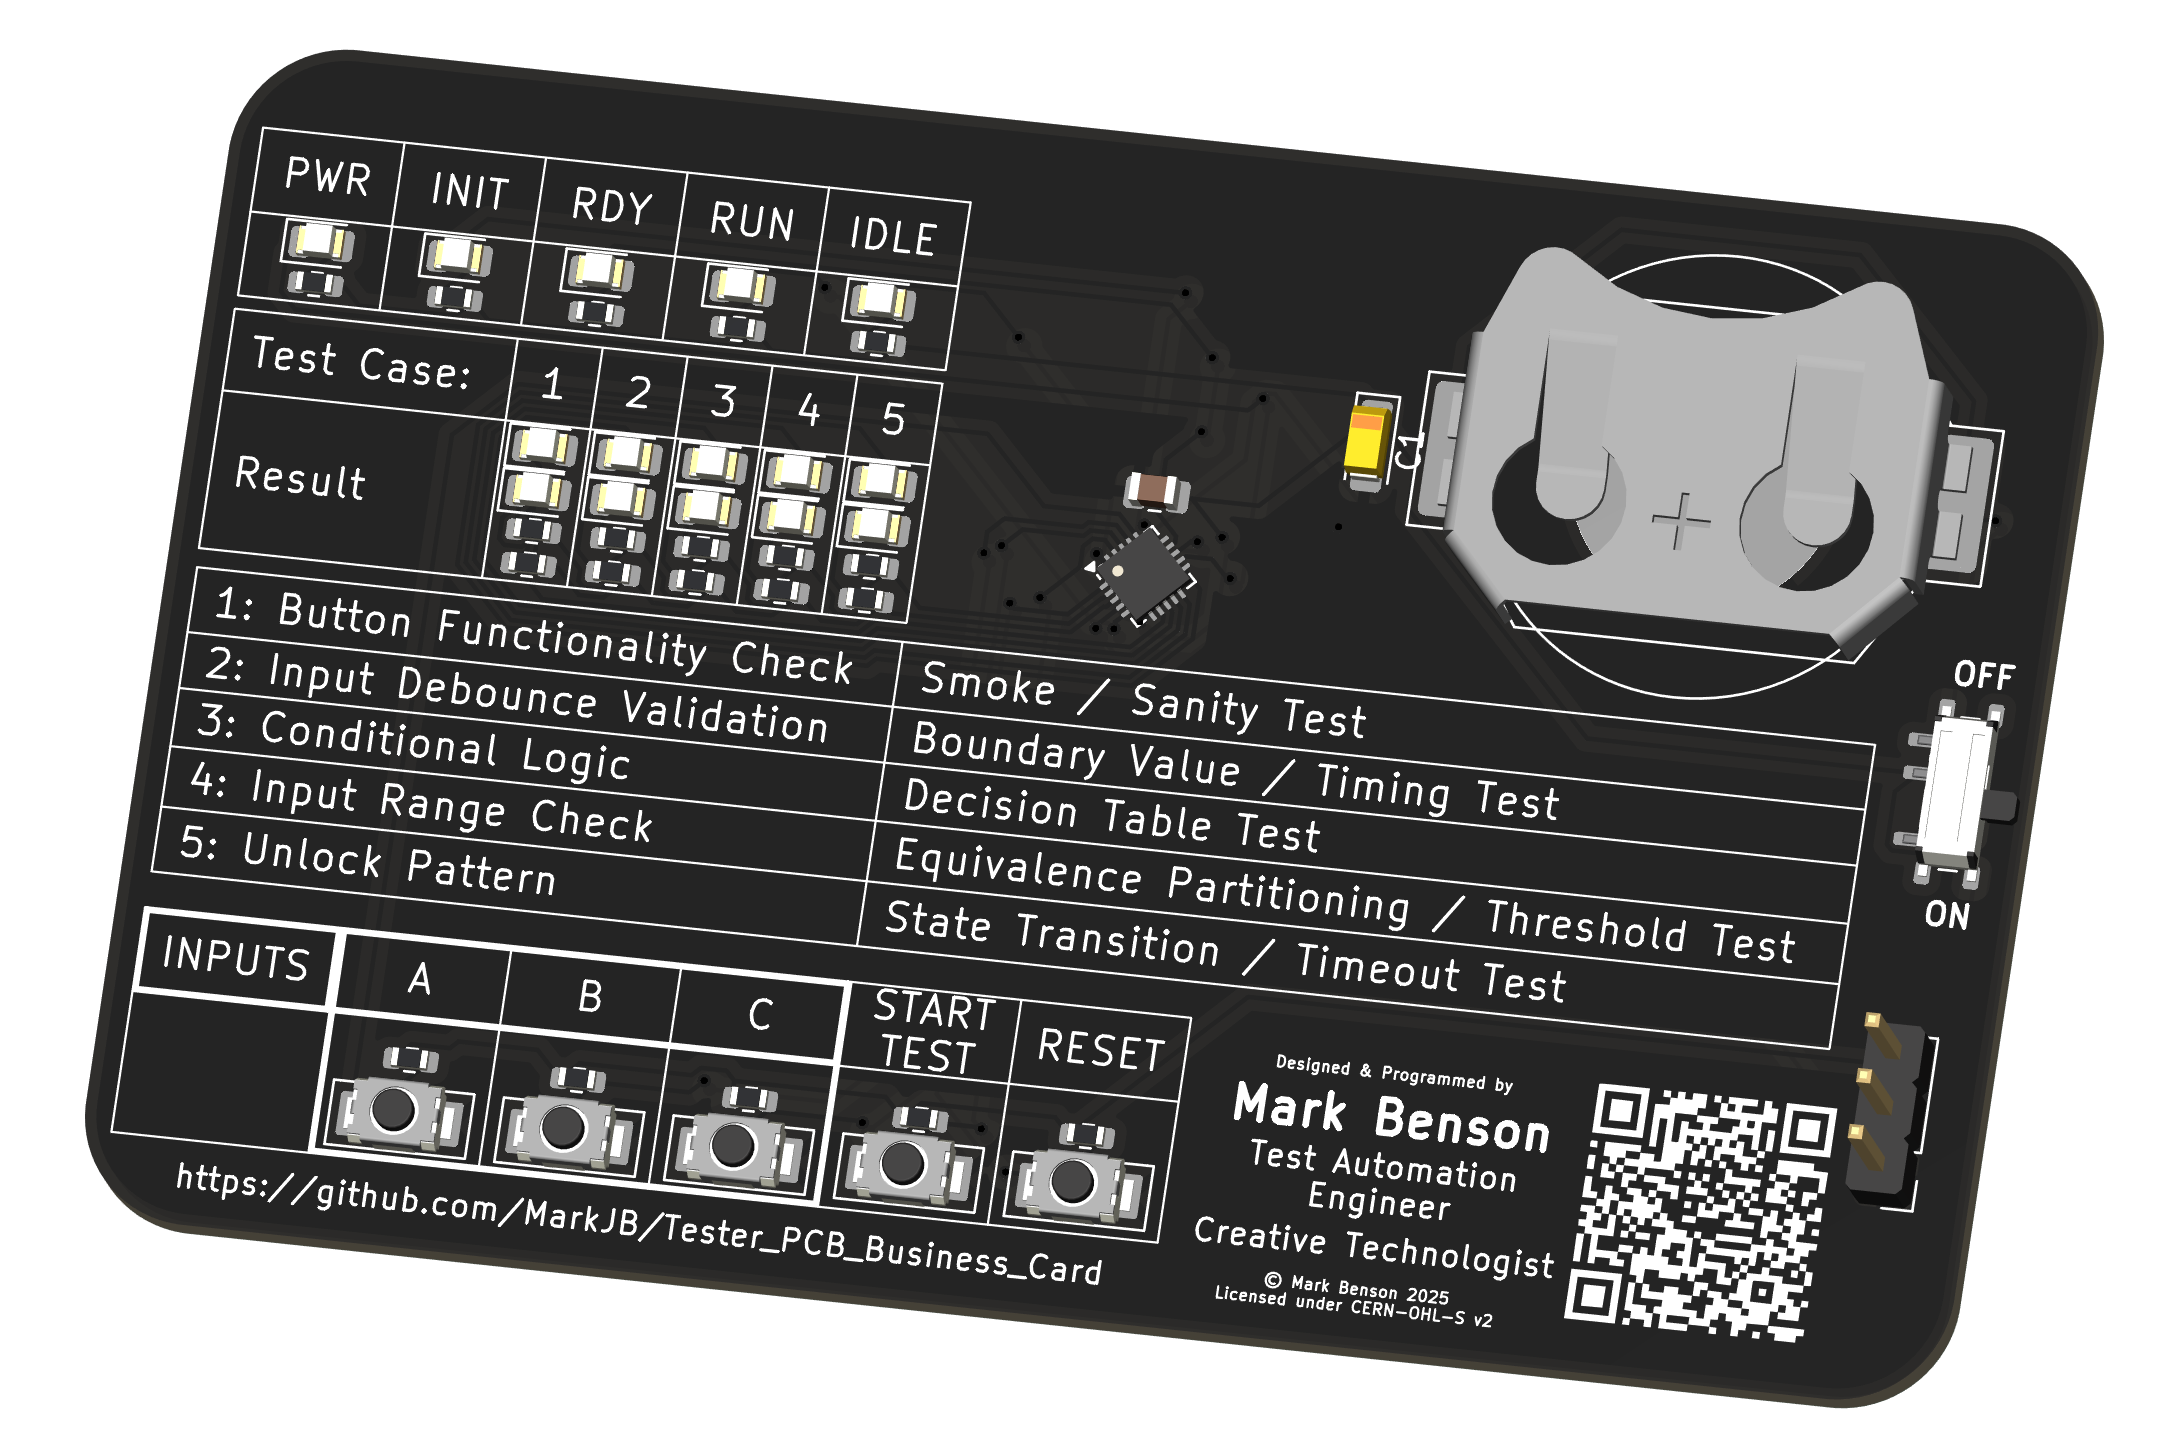 PWR INIT RDY RUN IDLE
Test Case: 1 2 3 4 5
Result
C1
+
OFF
ON
1: Button Functionality Check Smoke / Sanity Test
2: Input Debounce Validation Boundary Value / Timing Test
3: Conditional Logic Decision Table Test
4: Input Range Check Equivalence Partitioning / Threshold Test
5: Unlock Pattern State Transition / Timeout Test
INPUTS A B C START TEST RESET
https://github.com/MarkJB/Tester_PCB_Business_Card
Designed & Programmed by
Mark Benson
Test Automation
Engineer
Creative Technologist
© Mark Benson 2025
Licensed under CERN-OHL-S v2